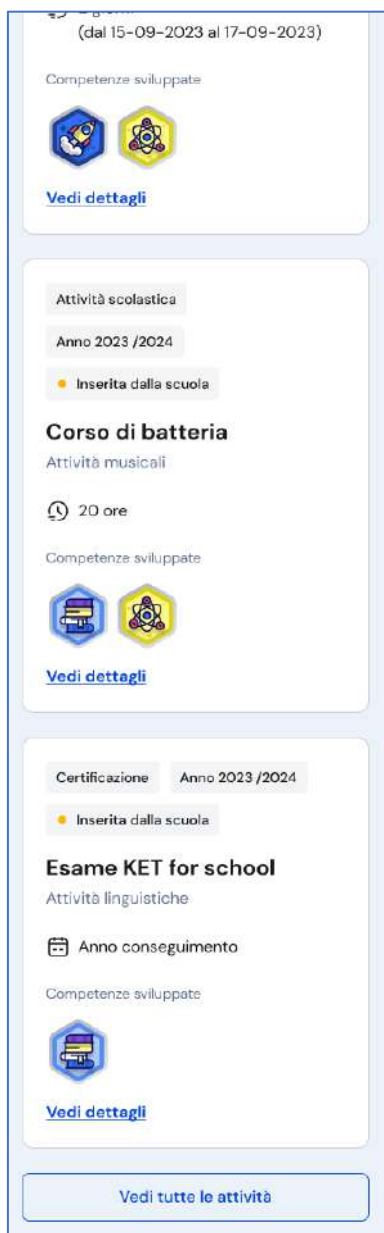 (dal 15-09-2023 al 17-09-2023)
Competenze sviluppate
Vedi dettagli
Attività scolastica
Anno 2023 /2024
Inserita dalla scuola
Corso di batteria
Attività musicali
20 ore
Competenze sviluppate
Vedi dettagli
Certificazione Anno 2023 /2024
Inserita dalla scuola
Esame KET for school
Attività linguistiche
Anno conseguimento
Competenze sviluppate
Vedi dettagli
Vedi tutte le attività